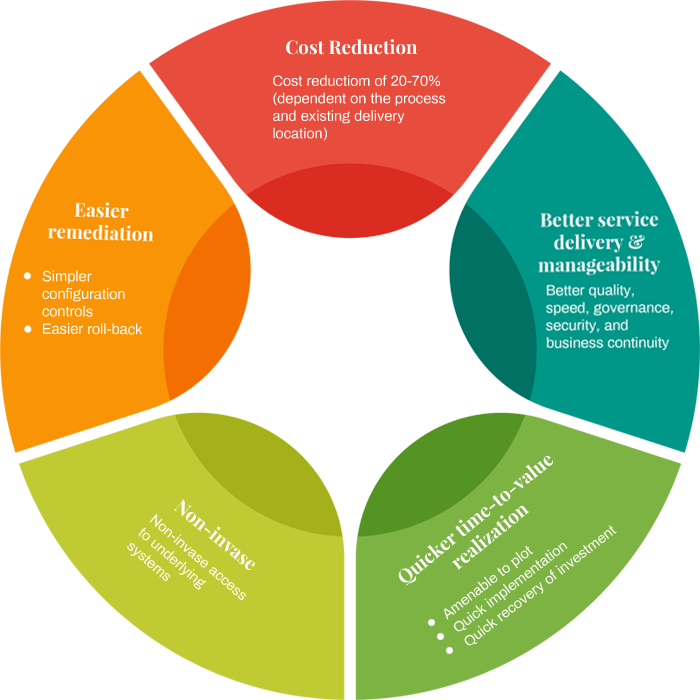 Cost Reduction
Cost reductiom of 20-70%
(dependent on the process
and existing delivery
location)
Better service
delivery &
manageability
Better quality,
speed, governance,
security, and
business continuity
Quicker time-to-value
realization
• Amenable to plot
• Quick implementation
• Quick recovery of investment
Non-invase
Non-invase access
to underlying
systems
Easier
remediation
• Simpler
configuration
controls
• Easier roll-back